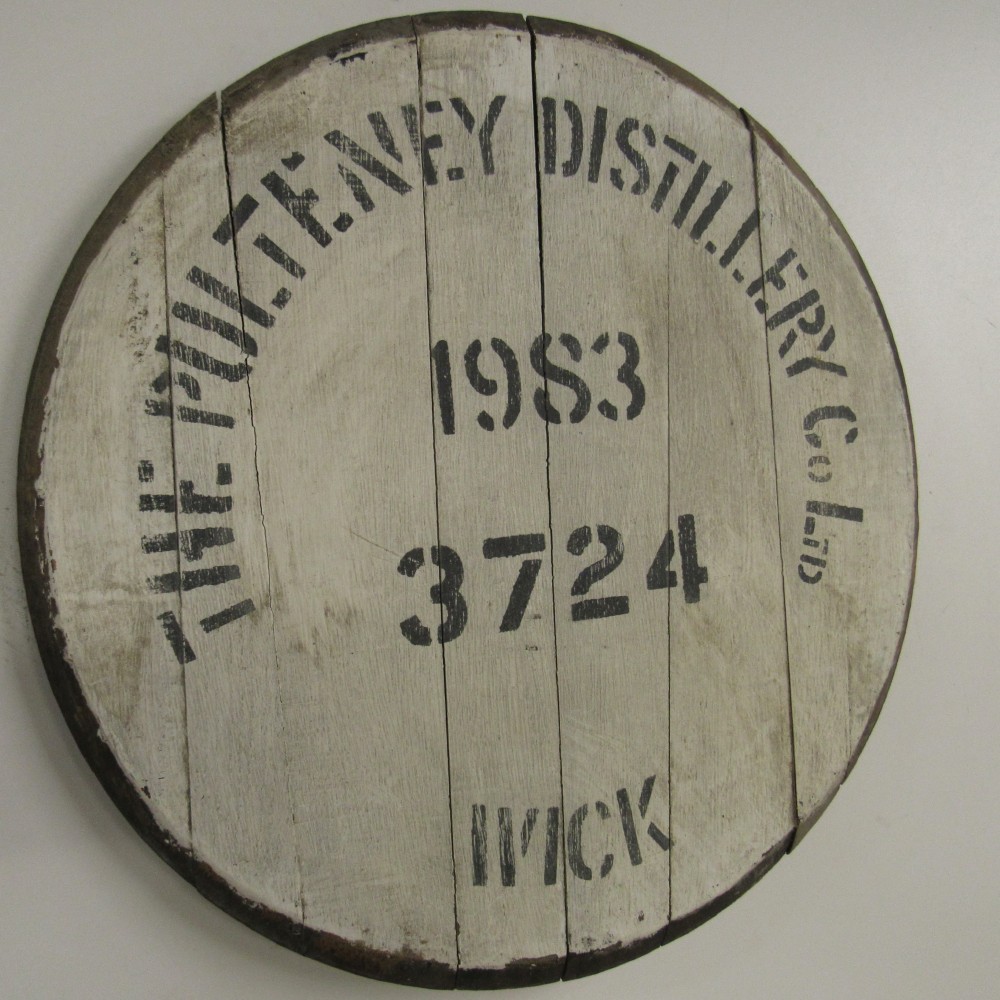 THE PULTENEY DISTILLERY Co LTD
1983
3724
WICK